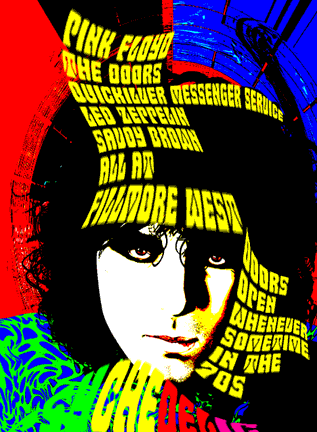 PINK FLOYD
THE DOORS
QUICKILVER MESSENGER SERVICE
LED ZEPPELIN
SAVOY BROWN
ALL AT
FILLMORE WEST
DOORS
OPEN
WHENEVER
SOMETIME
IN THE
70S